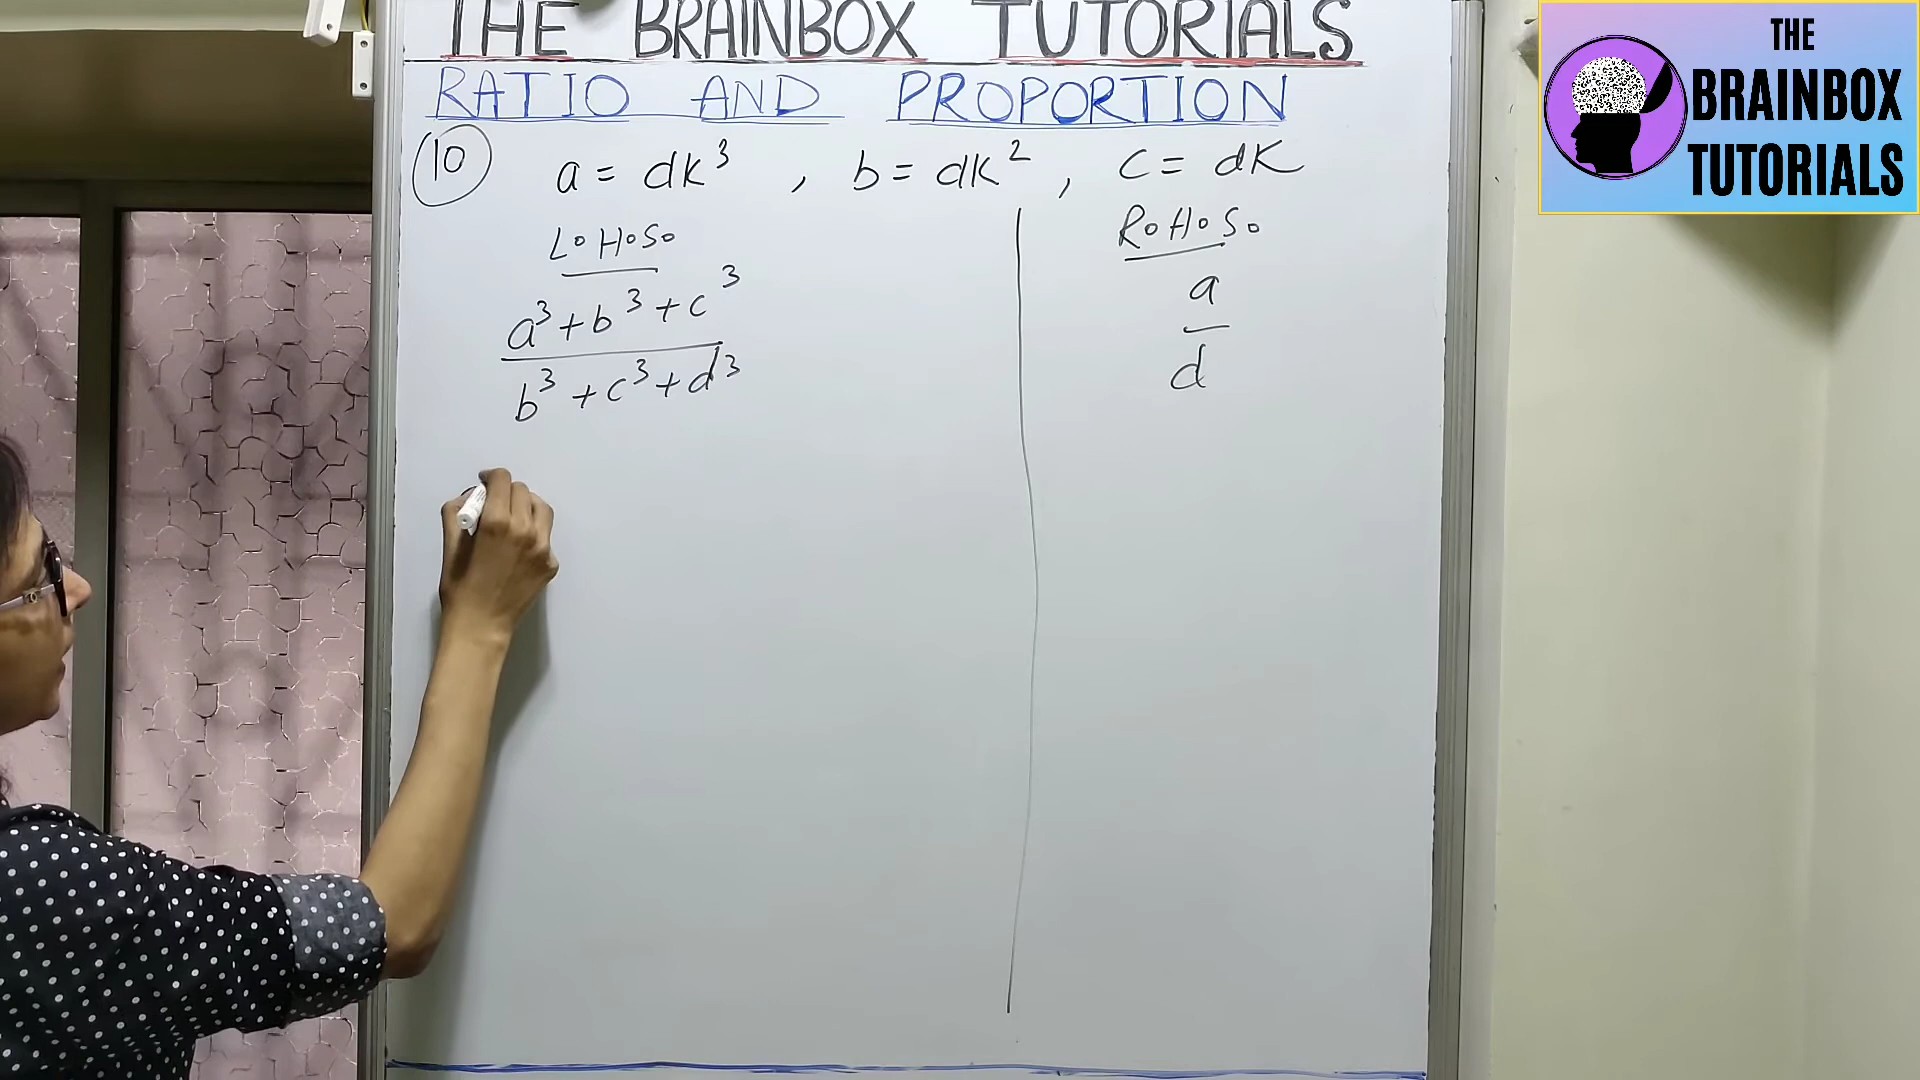 THE BRAINBOX TUTORIALS
RATIO AND PROPORTION
(10) a = dk³ , b = dk² , c = dk
L.H.S.
a³ + b³ + c³
b³ + c³ + d³
R.H.S.
a
d
THE
BRAINBOX
TUTORIALS